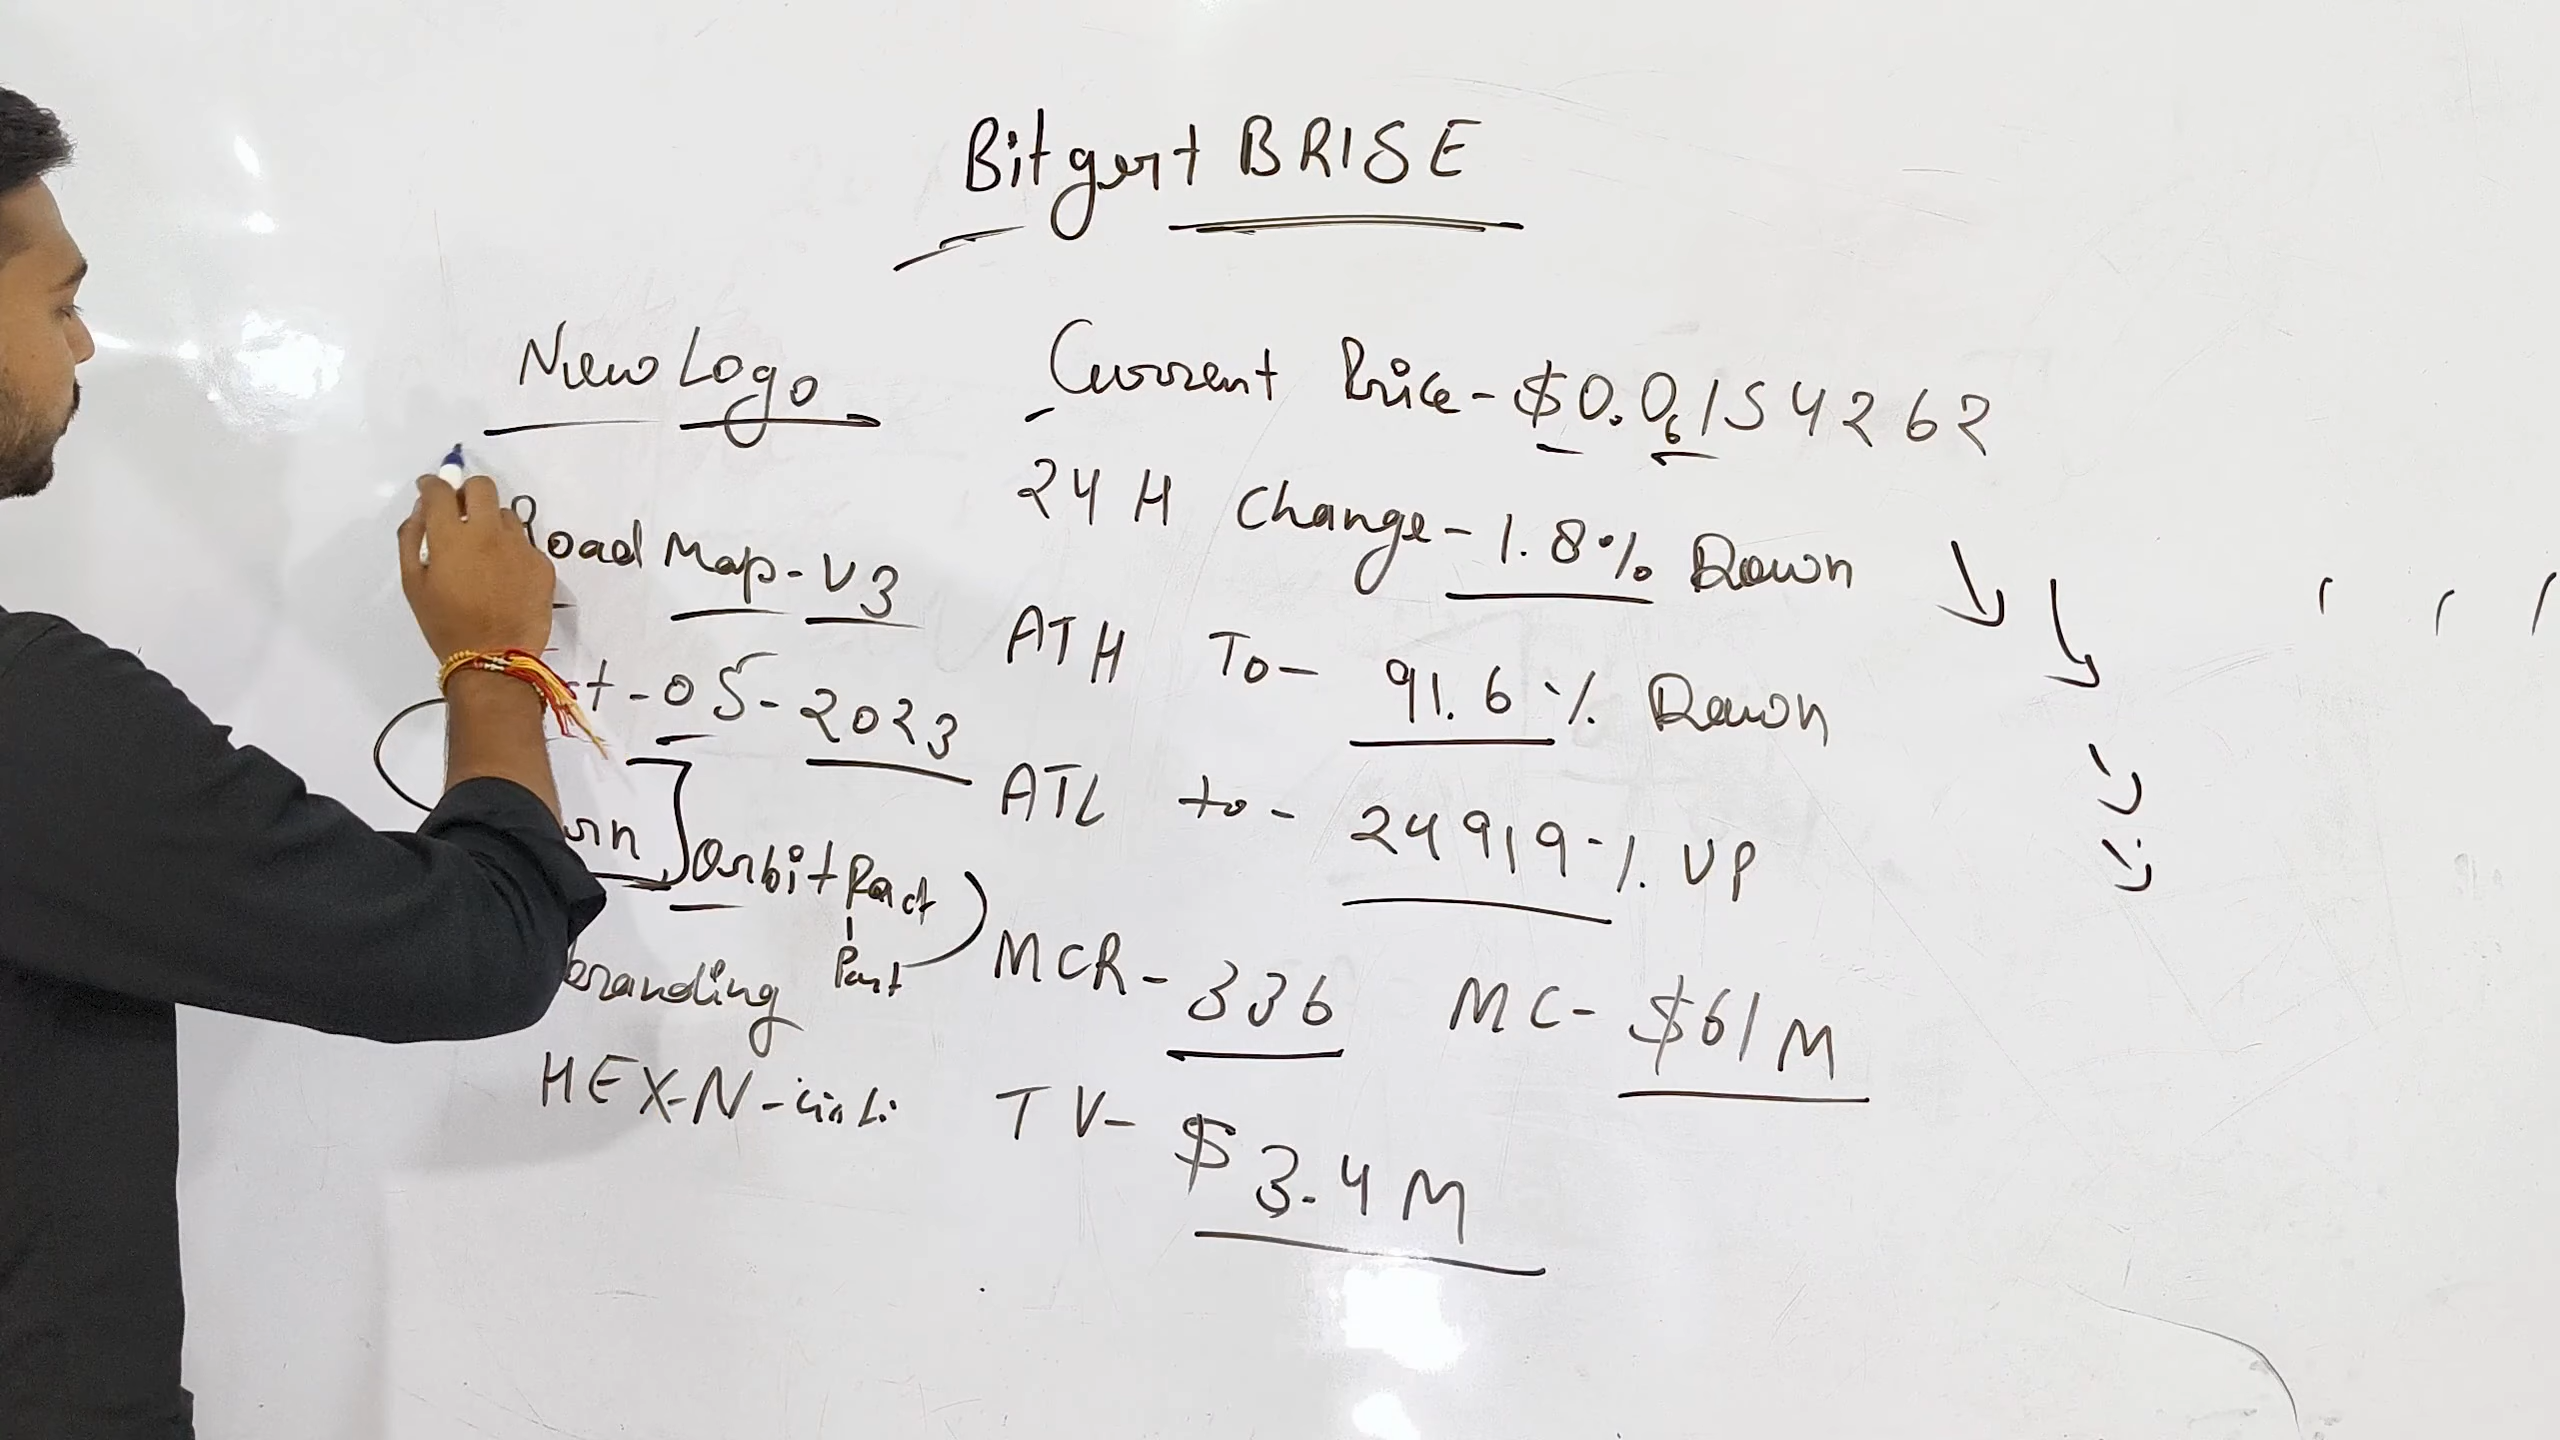 Bitgert BRISE
New Logo
Road Map - V3
-05-2023
Orbit Part
Part
HEX-N-
Current Price - $0.0₆154262
24 H Change - 1.8% Down
ATH To - 91.6% Down
ATL to - 24919% UP
MCR - 336 MC - $61M
TV - $3.4M